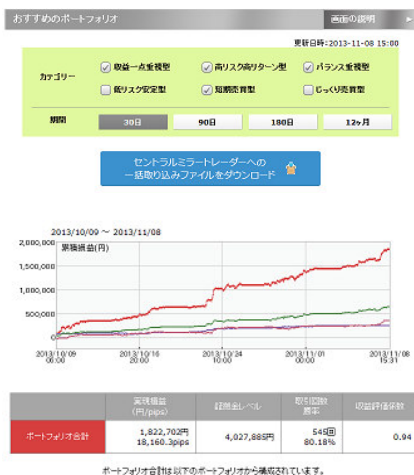 おすすめのポートフォリオ
画面の説明
更新日時:2013-11-08 15:00
カテゴリー
収益一点重視型
高リスク高リターン型
バランス重視型
低リスク安定型
短期売買型
じっくり売買型
期間
30日
90日
180日
12ヶ月
セントラルミラートレーダーへの
一括取り込みファイルをダウンロード
2013/10/09 ～ 2013/11/08
累積損益(円)
2,000,000
1,500,000
1,000,000
500,000
0
2013/10/09 2013/10/16 2013/10/24 2013/11/01 2013/11/08
06:00 20:00 10:00 00:00 15:31
実現損益 証拠金レベル 取引回数 収益評価係数
(円/pips) 勝率
ポートフォリオ合計 1,822,702円 4,027,885円 545回 0.94
18,160.3pips 80.18%
ポートフォリオ合計は以下のポートフォリオから構成されています。